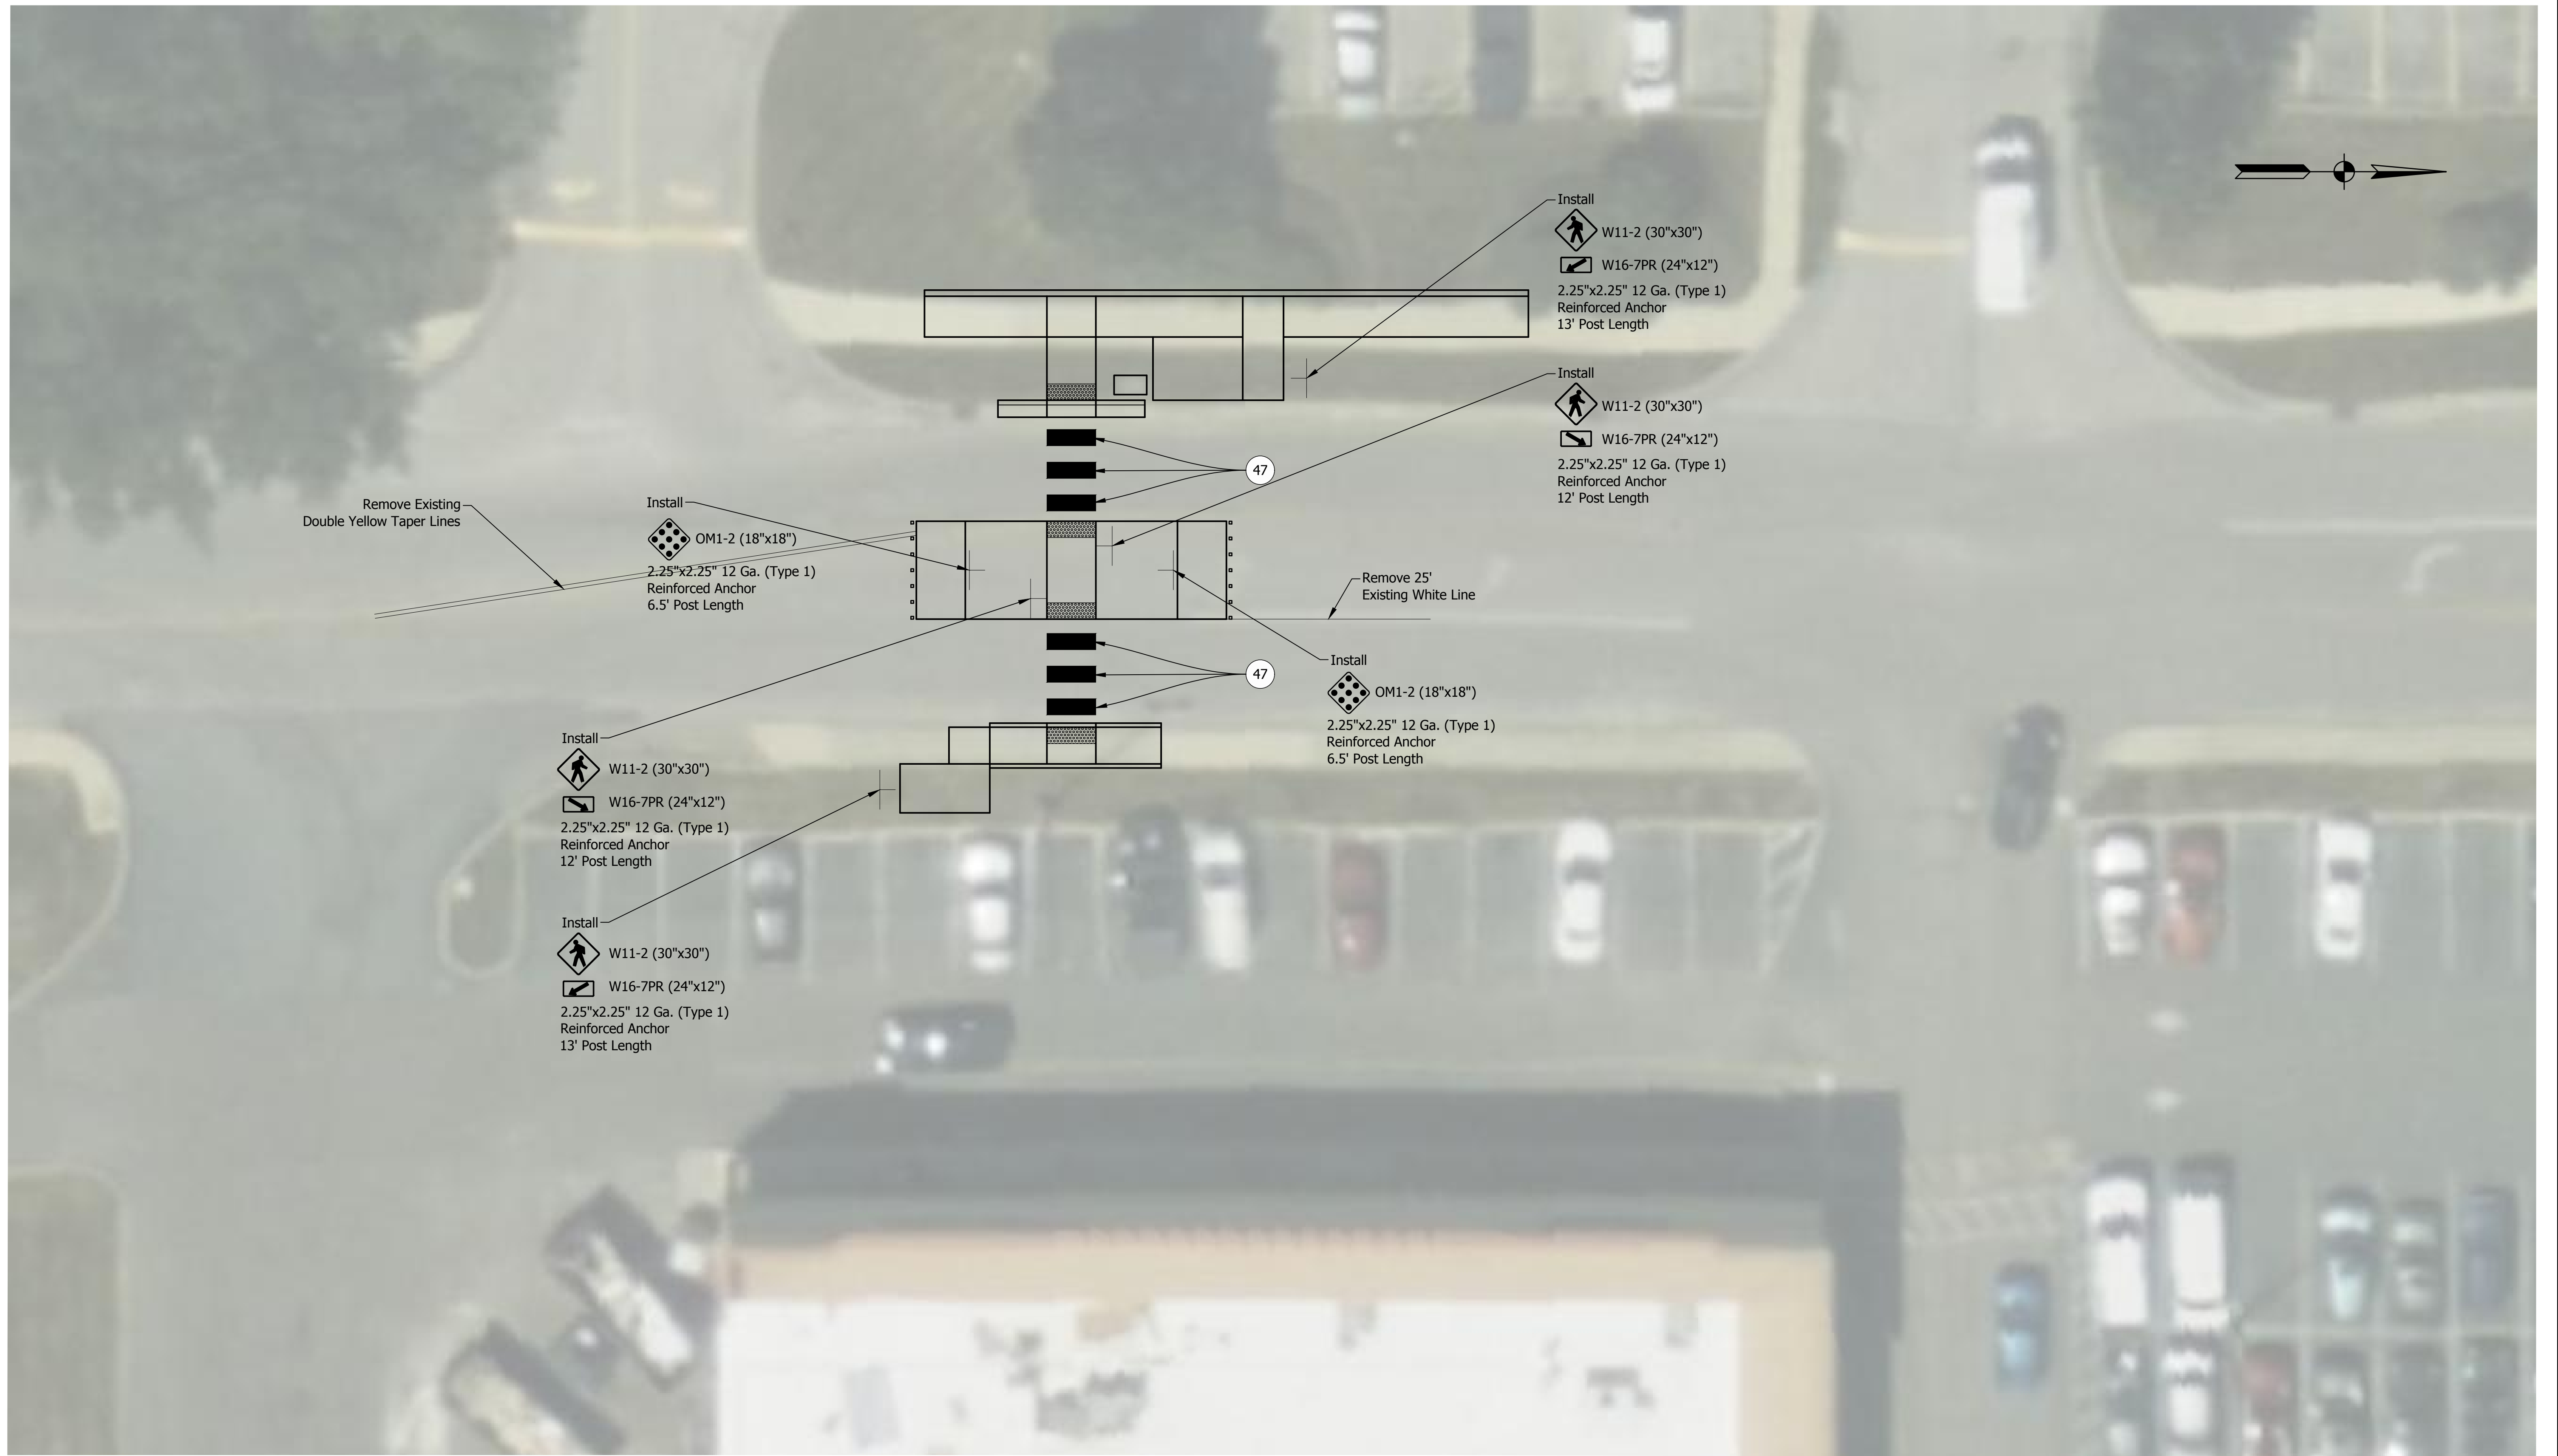 Install
W11-2 (30"x30")
W16-7PR (24"x12")
2.25"x2.25" 12 Ga. (Type 1)
Reinforced Anchor
13' Post Length
Install
W11-2 (30"x30")
W16-7PR (24"x12")
2.25"x2.25" 12 Ga. (Type 1)
Reinforced Anchor
12' Post Length
47
Remove Existing
Double Yellow Taper Lines
Install
OM1-2 (18"x18")
2.25"x2.25" 12 Ga. (Type 1)
Reinforced Anchor
6.5' Post Length
Remove 25'
Existing White Line
47
Install
OM1-2 (18"x18")
2.25"x2.25" 12 Ga. (Type 1)
Reinforced Anchor
6.5' Post Length
Install
W11-2 (30"x30")
W16-7PR (24"x12")
2.25"x2.25" 12 Ga. (Type 1)
Reinforced Anchor
12' Post Length
Install
W11-2 (30"x30")
W16-7PR (24"x12")
2.25"x2.25" 12 Ga. (Type 1)
Reinforced Anchor
13' Post Length